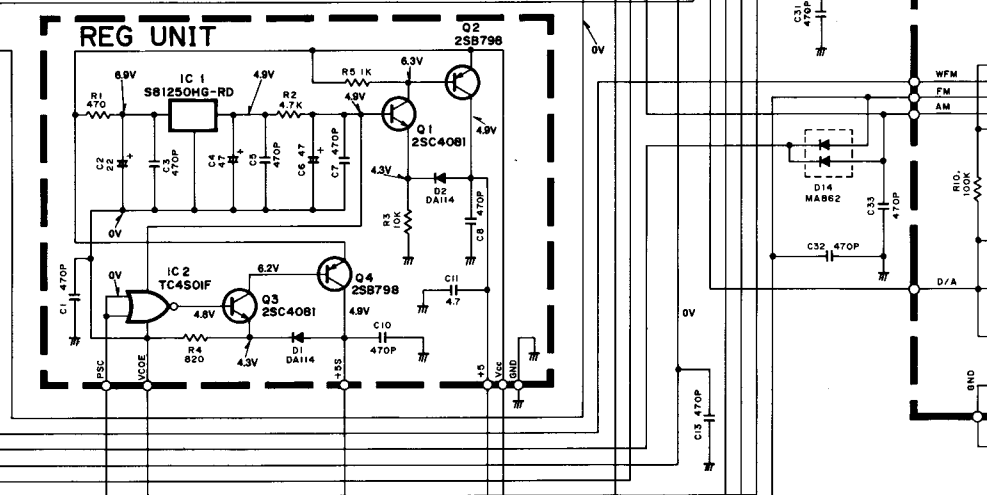 REG UNIT
Q2
2SB798
IC 1
S81250HG-RD
6.9V
4.9V
R1
470
R2
4.7K
R5 1K
6.3V
4.9V
Q1
2SC4081
4.9V
C2
22
+
C3
470P
C4
47
+
C5
470P
C6 47
+
C7 470P
4.3V
D2
DA114
R3
10K
C8 470P
0V
C1 470P
0V
IC 2
TC4S01F
6.2V
Q4
2SB798
Q3
2SC4081
4.8V
4.9V
C11
4.7
R4
820
4.3V
D1
DA114
C10
470P
PSC
VCOE
+5S
+5
Vcc
GND
0V
C31
470P
WFM
FM
AM
D14
MA862
C33
470P
C32 470P
R10.
100K
D/A
0V
C13 470P
GND